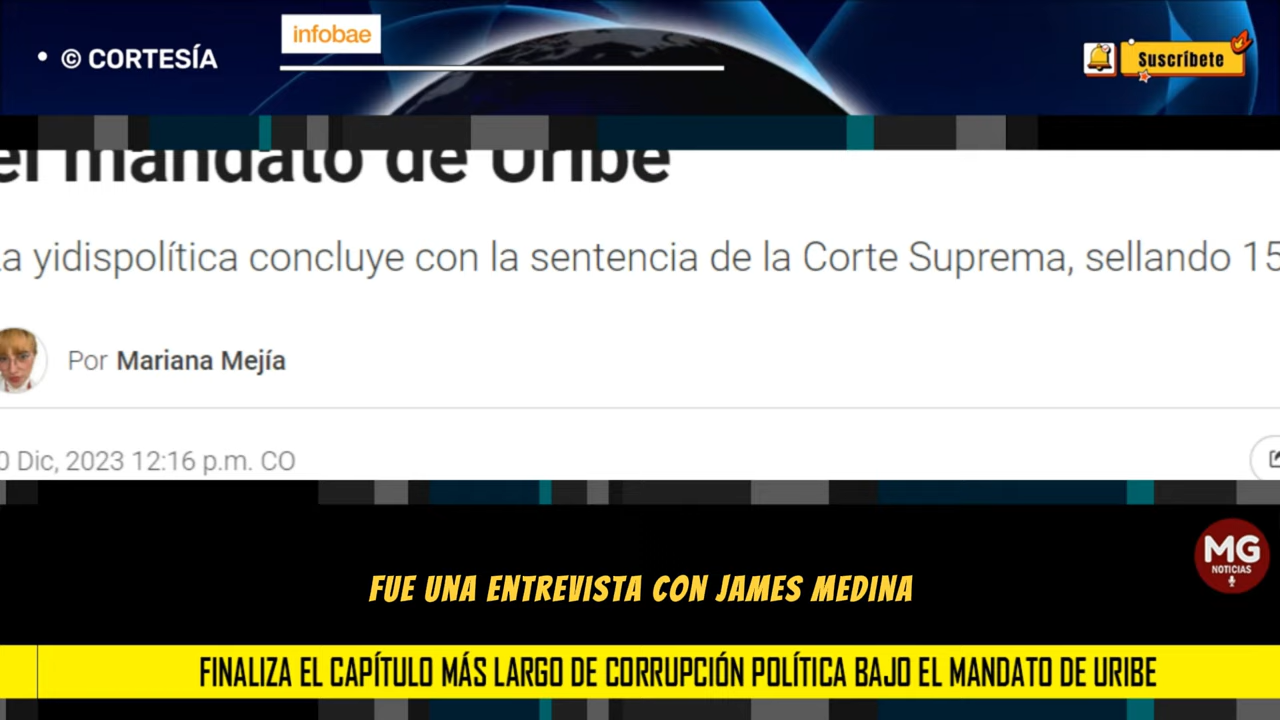 • © CORTESÍA
infobae
Suscríbete
el mandato de Uribe
a yidispolítica concluye con la sentencia de la Corte Suprema, sellando 15
Por Mariana Mejía
0 Dic, 2023 12:16 p.m. CO
MG
NOTICIAS
FUE UNA ENTREVISTA CON JAMES MEDINA
FINALIZA EL CAPÍTULO MÁS LARGO DE CORRUPCIÓN POLÍTICA BAJO EL MANDATO DE URIBE